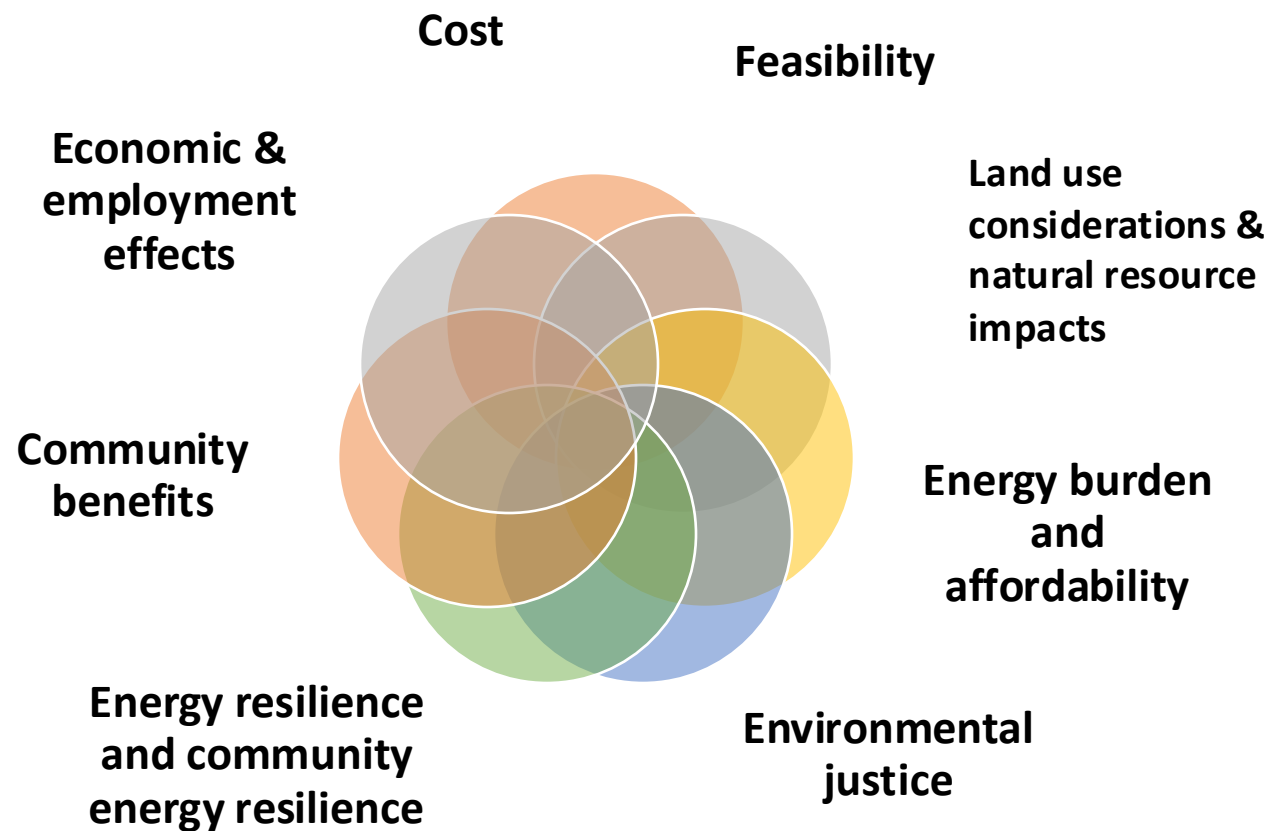 Cost
Feasibility
Economic &
employment
effects
Land use
considerations &
natural resource
impacts
Community
benefits
Energy burden
and
affordability
Energy resilience
and community
energy resilience
Environmental
justice